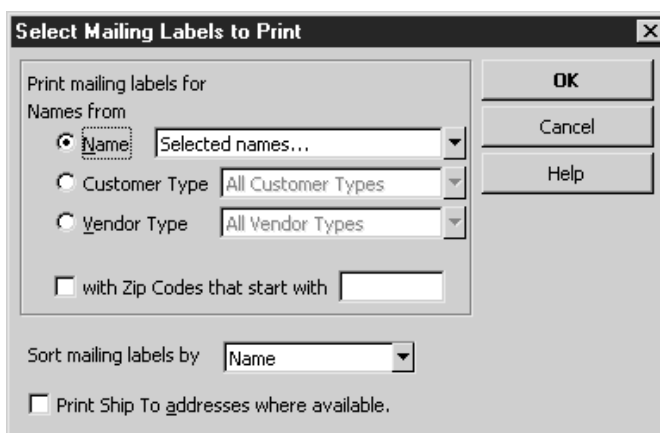 Select Mailing Labels to Print
Print mailing labels for
Names from
Name Selected names...
Customer Type All Customer Types
Vendor Type All Vendor Types
with Zip Codes that start with
Sort mailing labels by Name
Print Ship To addresses where available.
OK
Cancel
Help